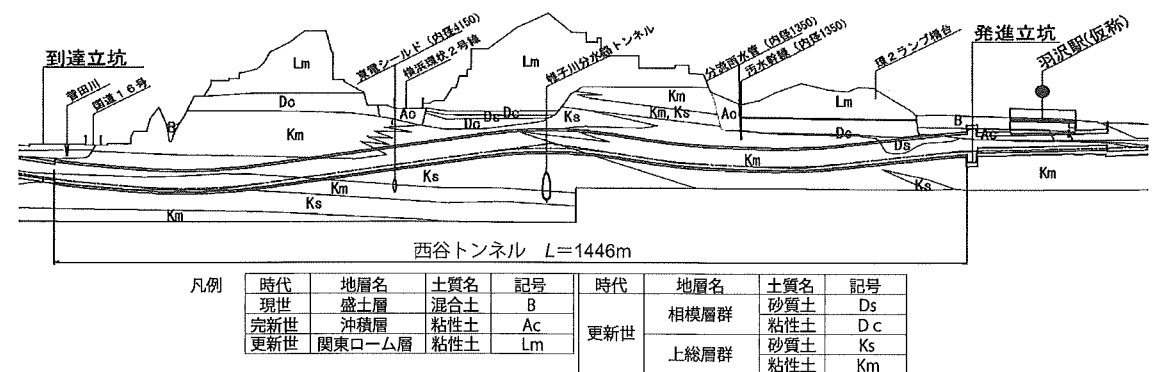 到達立坑
菅田川
国道16号
東電シールド（内径4150）
横浜環状2号線
帷子川分水路トンネル
分流雨水管（内径1350）
汚水幹線（内径1350）
環2ランプ橋台
発進立坑
羽沢駅(仮称)
Lm
Lm
Lm
Dc
B
Km
Ac
Dc
Ds
Dc
Ks
Km
Km, Ks
Ac
Dc
Ds
B
Ac
Km
Km
Ks
Km
Ks
Ks
Km
西谷トンネル L=1446m
凡例
時代 地層名 土質名 記号 時代 地層名 土質名 記号
現世 盛土層 混合土 B 更新世 相模層群 砂質土 Ds
完新世 沖積層 粘性土 Ac 粘性土 Dc
更新世 関東ローム層 粘性土 Lm 上総層群 砂質土 Ks
粘性土 Km